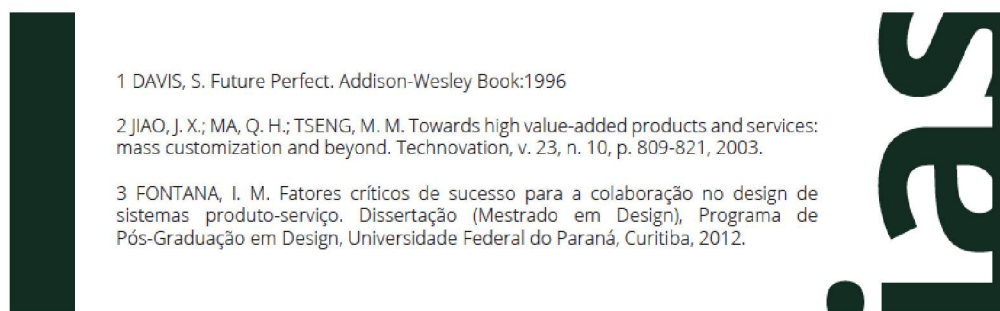 1 DAVIS, S. Future Perfect. Addison-Wesley Book:1996
2 JIAO, J. X.; MA, Q. H.; TSENG, M. M. Towards high value-added products and services:
mass customization and beyond. Technovation, v. 23, n. 10, p. 809-821, 2003.
3 FONTANA, I. M. Fatores críticos de sucesso para a colaboração no design de
sistemas produto-serviço. Dissertação (Mestrado em Design), Programa de
Pós-Graduação em Design, Universidade Federal do Paraná, Curitiba, 2012.
ias